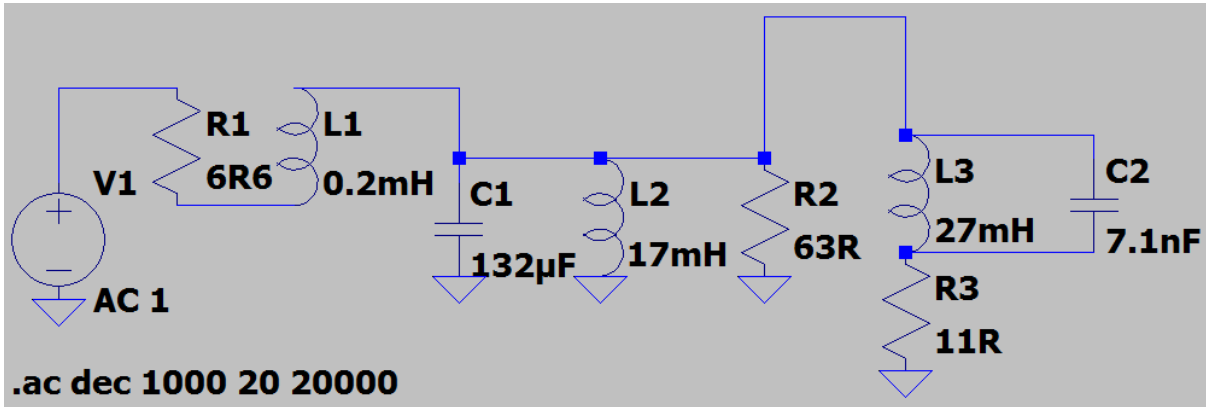 R1
6R6
V1
+
−
AC 1
L1
0.2mH
C1
132µF
L2
17mH
R2
63R
L3
27mH
C2
7.1nF
R3
11R
.ac dec 1000 20 20000